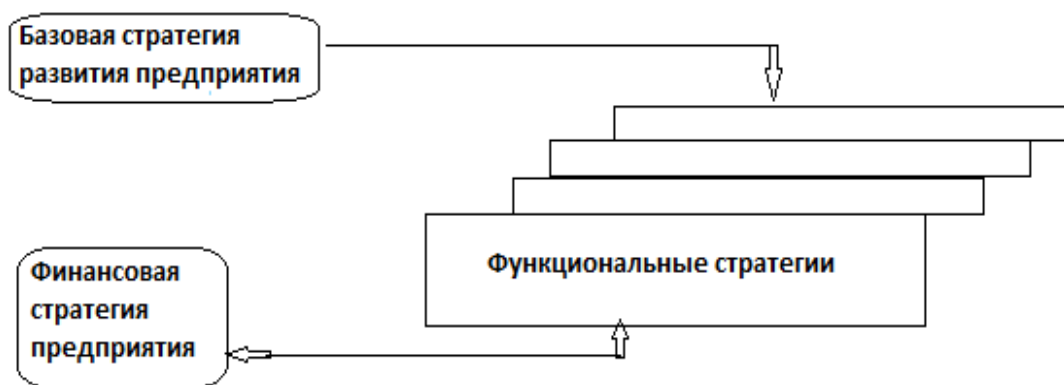 Базовая стратегия
развития предприятия
Функциональные стратегии
Финансовая
стратегия
предприятия